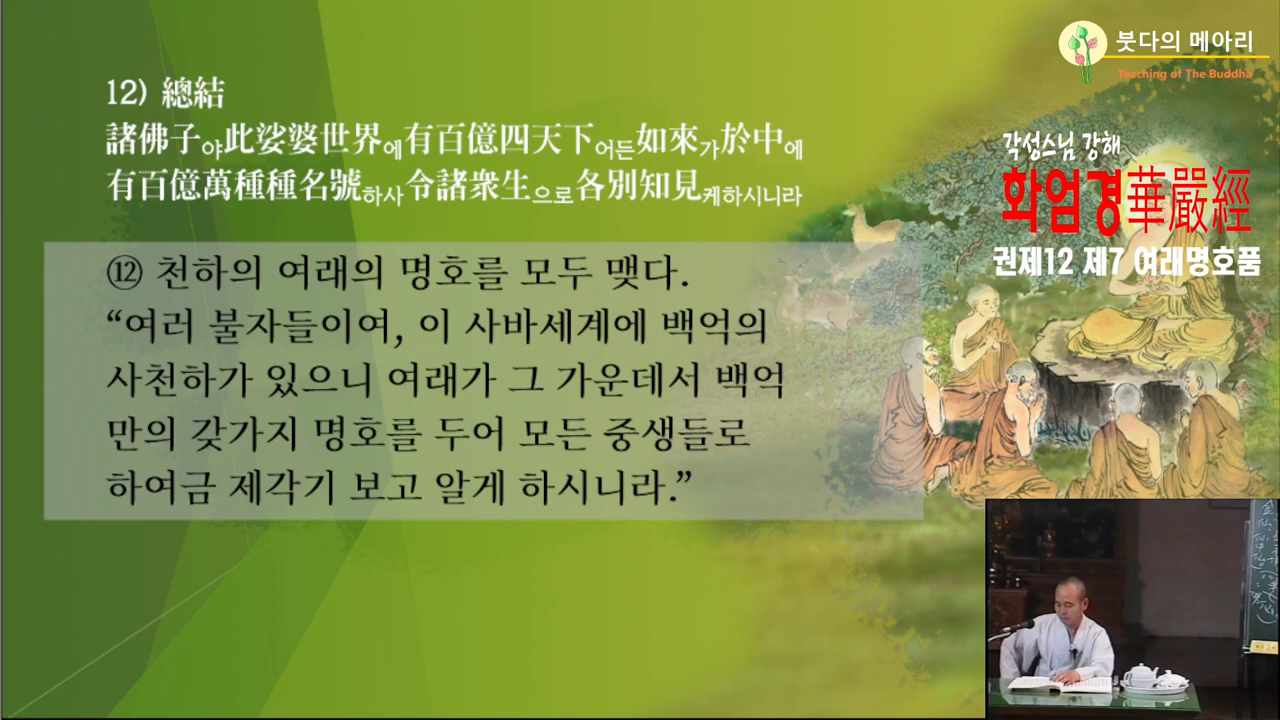 붓다의 메아리
Teaching of The Buddha
12) 總結
諸佛子야此娑婆世界에有百億四天下어든如來가於中에
有百億萬種種名號하사令諸衆生으로各別知見케하시니라
각성스님 강해
화엄경華嚴經
권제12 제7 여래명호품
⑫ 천하의 여래의 명호를 모두 맺다.
“여러 불자들이여, 이 사바세계에 백억의
사천하가 있으니 여래가 그 가운데서 백억
만의 갖가지 명호를 두어 모든 중생들로
하여금 제각기 보고 알게 하시니라.”